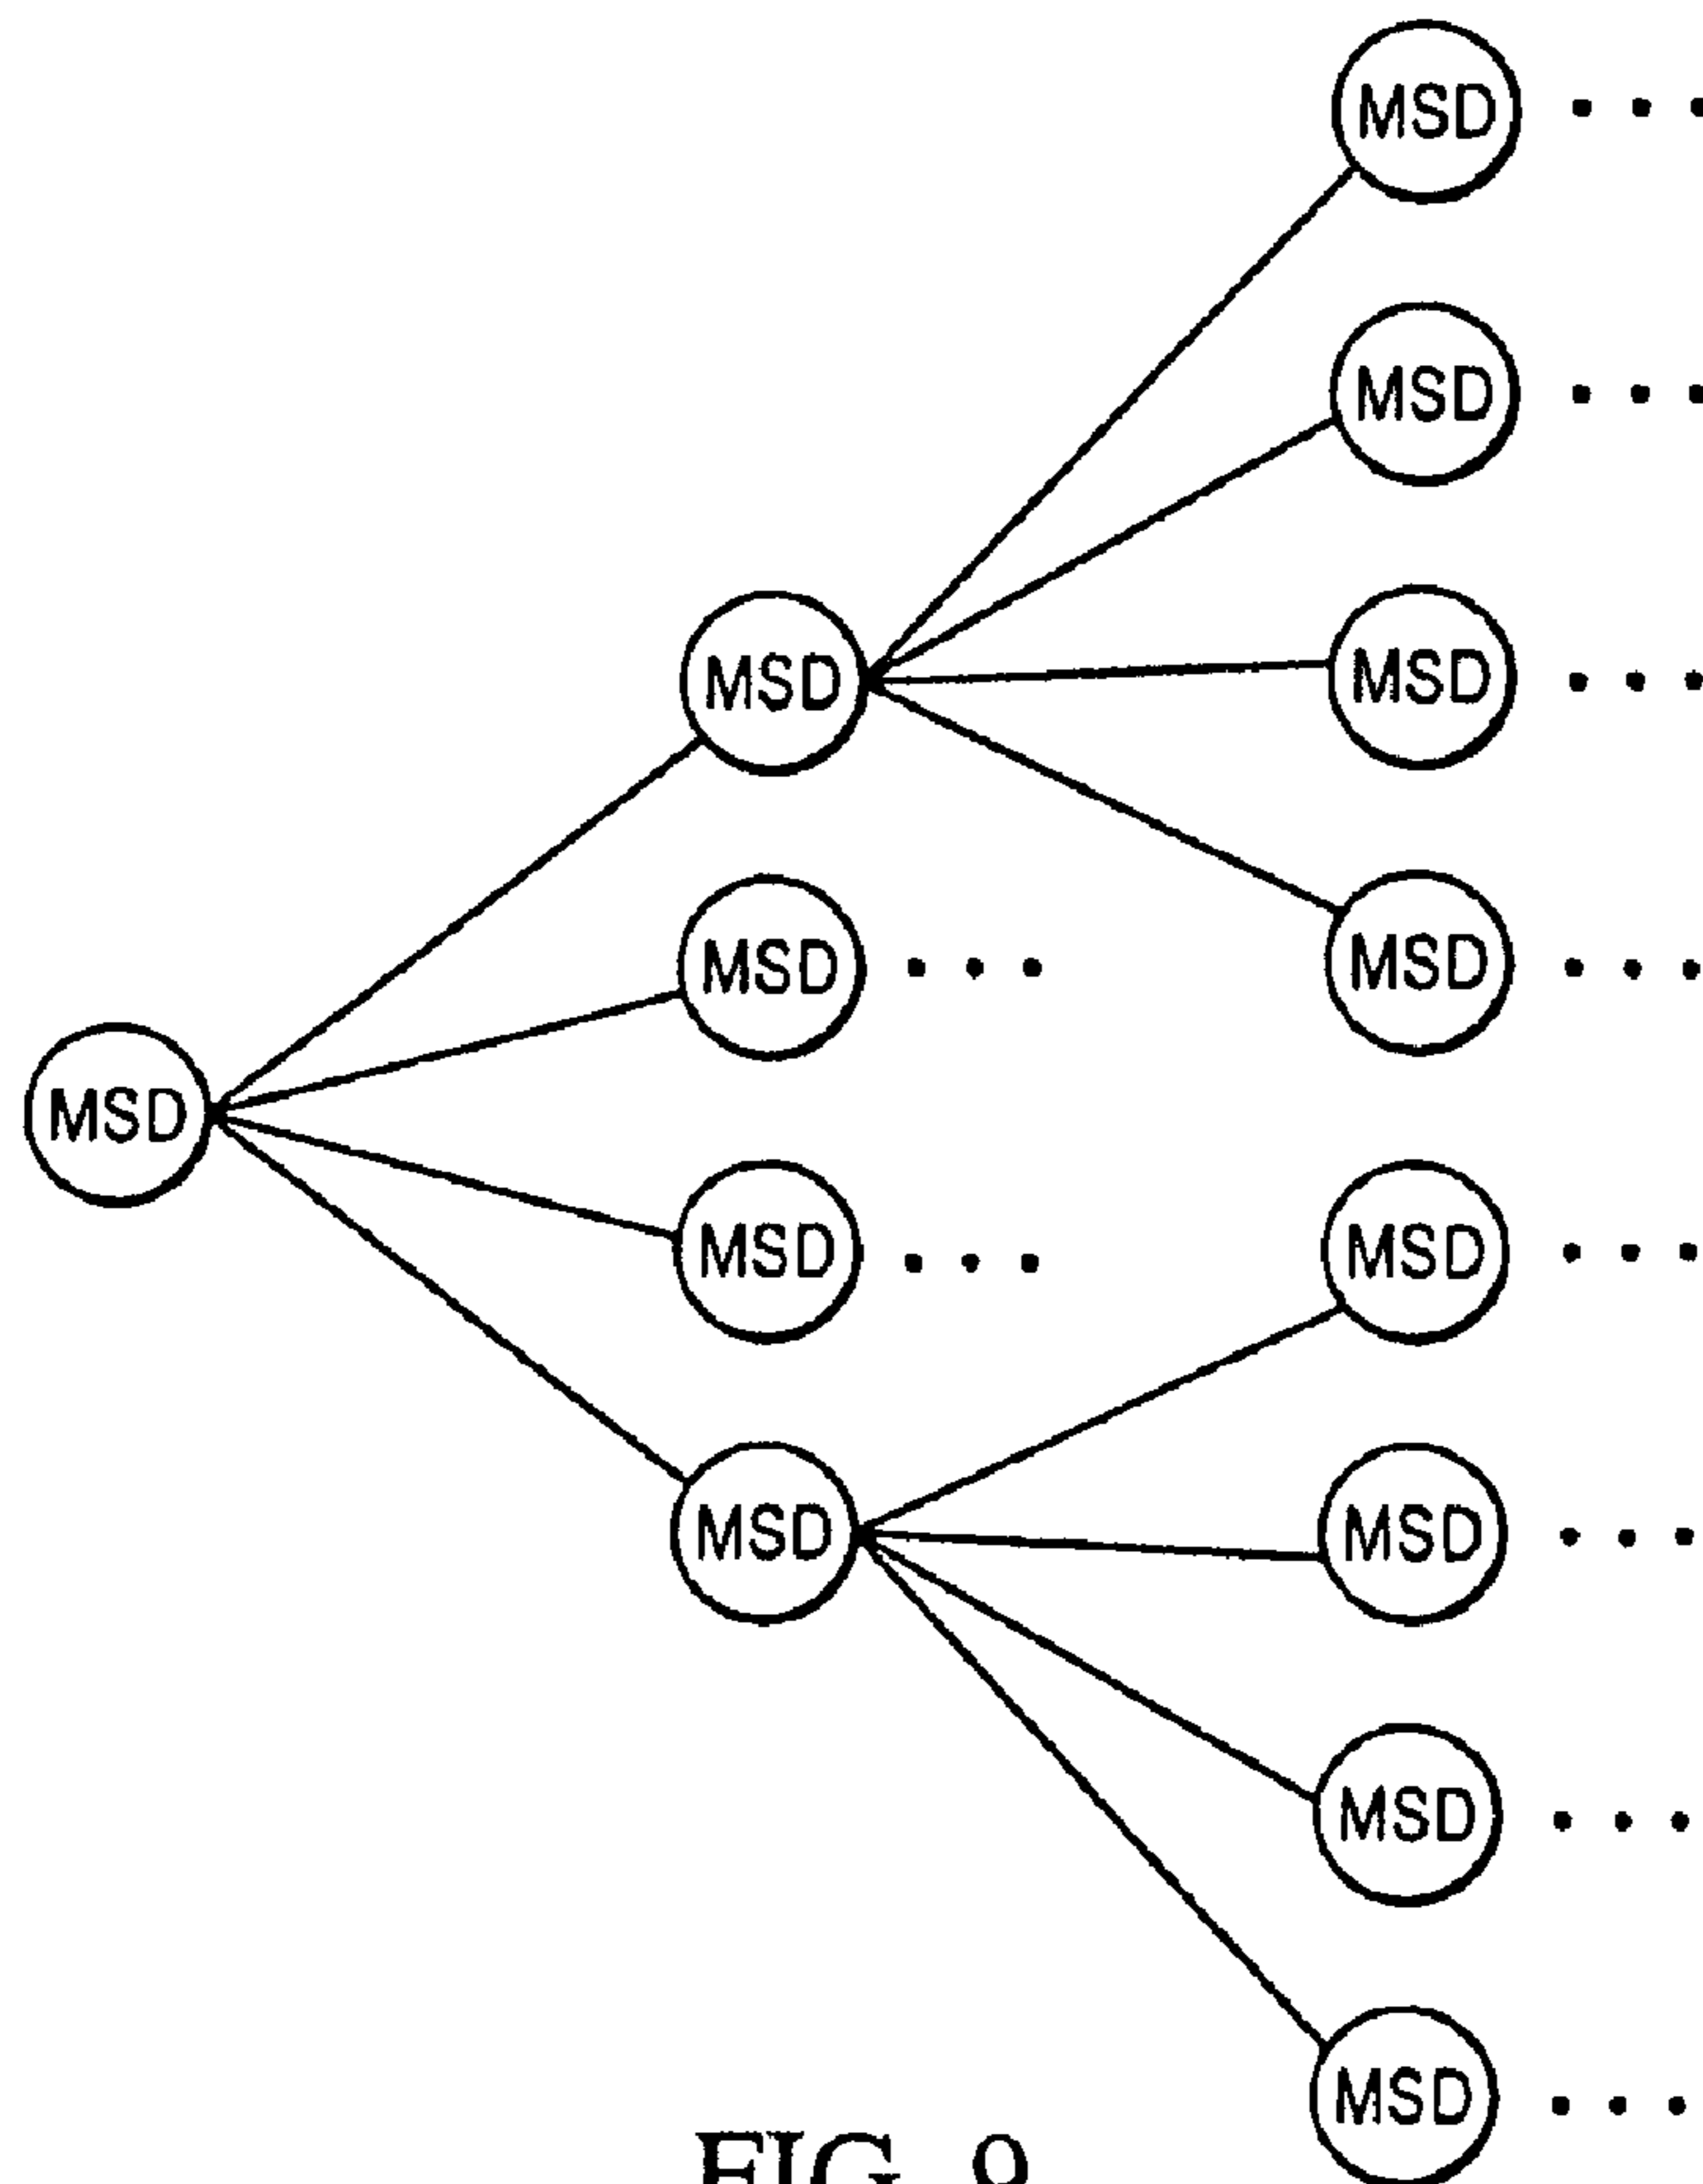 MSD . . .
MSD . . .
MSD
MSD . . .
MSD . . .
MSD . . .
MSD
MSD . . .
MSD . . .
MSD
MSD . . .
MSD . . .
MSD . . .
FIG. 9